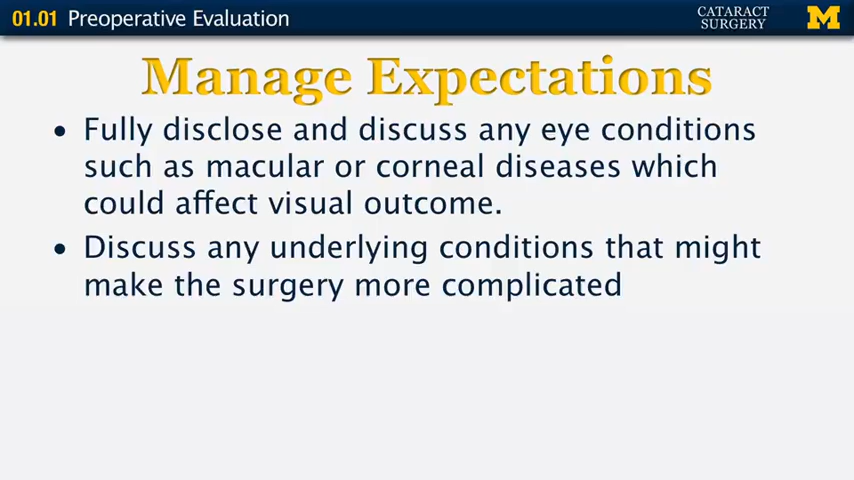 01.01 Preoperative Evaluation
CATARACT
SURGERY
M
Manage Expectations
• Fully disclose and discuss any eye conditions
such as macular or corneal diseases which
could affect visual outcome.
• Discuss any underlying conditions that might
make the surgery more complicated